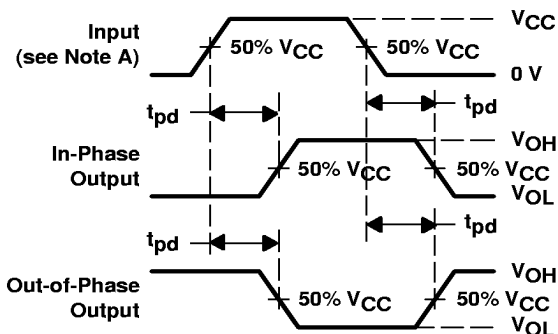 Input
(see Note A)
50% VCC
50% VCC
VCC
0 V
tpd
tpd
In-Phase
Output
50% VCC
VOH
50% VCC
VOL
tpd
tpd
Out-of-Phase
Output
50% VCC
VOH
50% VCC
VOL